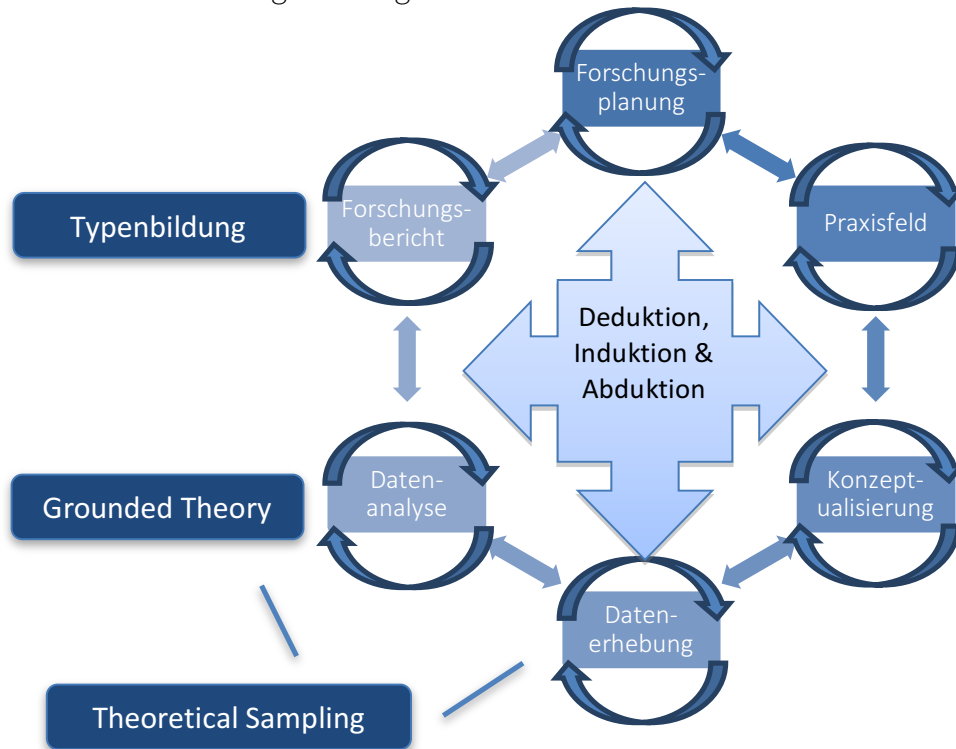 Forschungs-
planung
Forschungs-
bericht
Praxisfeld
Typenbildung
Deduktion,
Induktion &
Abduktion
Daten-
analyse
Konzept-
ualisierung
Grounded Theory
Daten-
erhebung
Theoretical Sampling